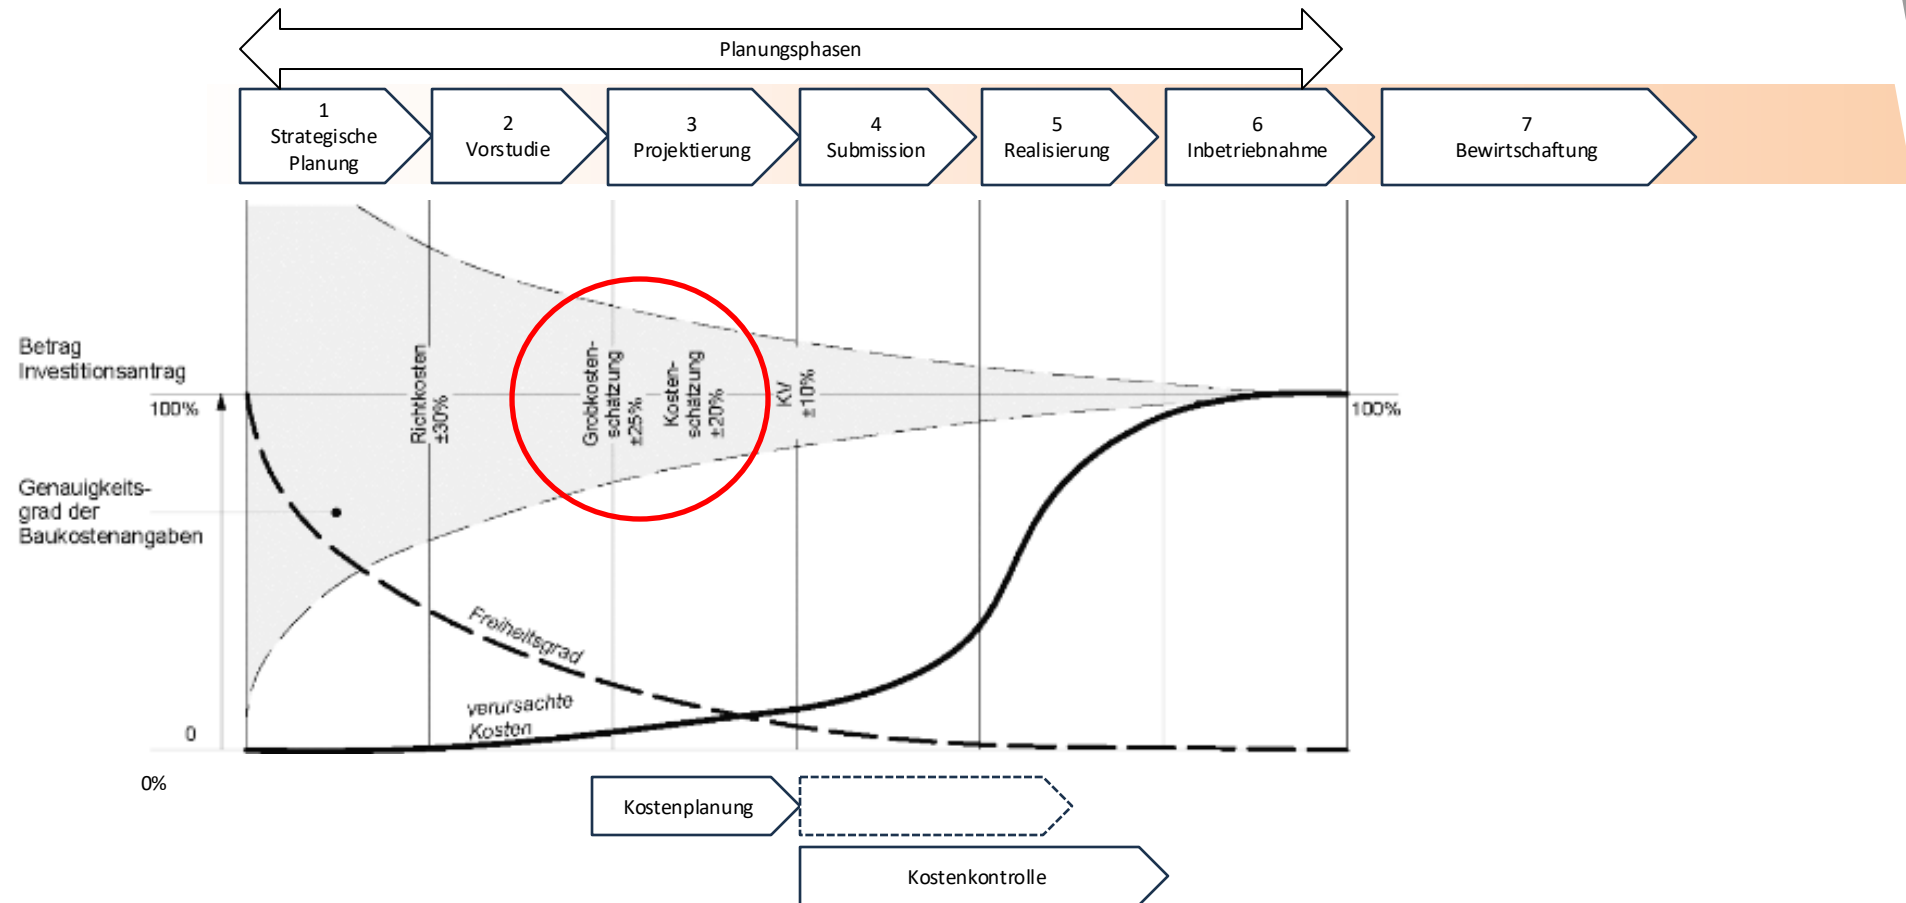 Planungsphasen
1
Strategische
Planung
2
Vorstudie
3
Projektierung
4
Submission
5
Realisierung
6
Inbetriebnahme
7
Bewirtschaftung
Betrag
Investitionsantrag
100%
Genauigkeits-
grad der
Baukostenangaben
0
0%
Richtkosten
±30%
Grobkosten-
schätzung
±25%
Kosten-
schätzung
±20%
KV
±10%
100%
Freiheitsgrad
verursachte
Kosten
Kostenplanung
Kostenkontrolle